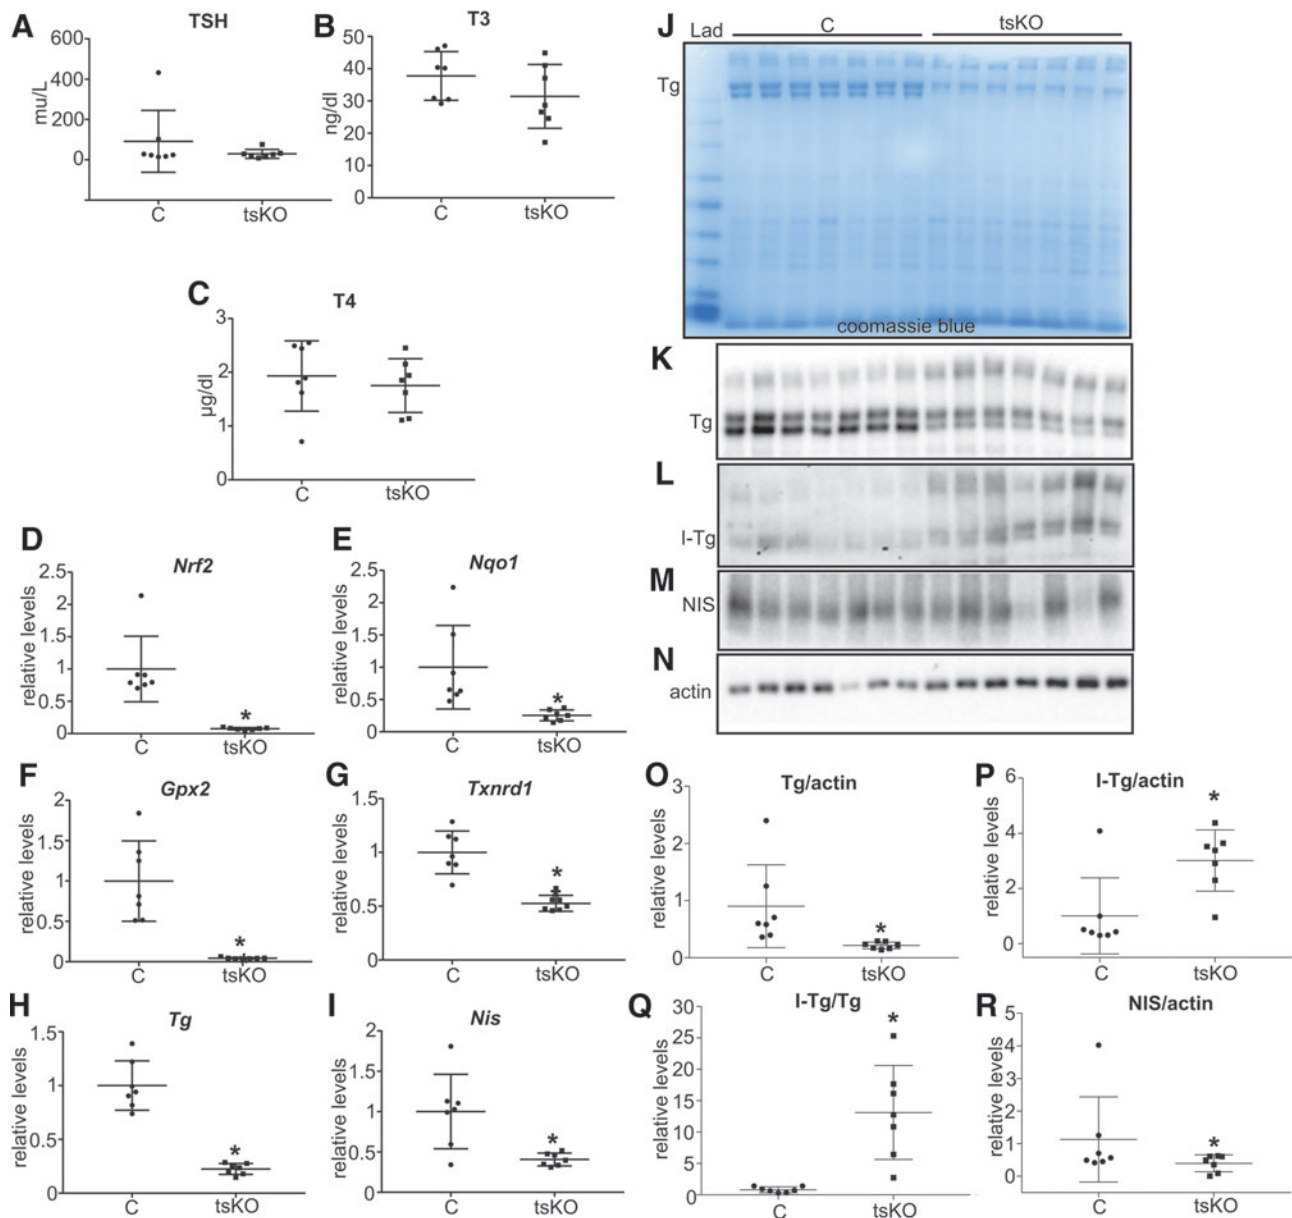 A
TSH
600
400
200
0
mu/L
C
tsKO
B
T3
50
40
30
20
10
0
ng/dl
C
tsKO
C
T4
3
2
1
0
µg/dl
C
tsKO
D
Nrf2
2.5
2
1.5
1
0.5
0
relative levels
*
C
tsKO
E
Nqo1
2.5
2
1.5
1
0.5
0
relative levels
*
C
tsKO
F
Gpx2
2
1.5
1
0.5
0
relative levels
*
C
tsKO
G
Txnrd1
1.5
1
0.5
0
relative levels
*
C
tsKO
H
Tg
1.5
1
0.5
0
relative levels
*
C
tsKO
I
Nis
2
1.5
1
0.5
0
relative levels
*
C
tsKO
J
Lad
C
tsKO
Tg
coomassie blue
K
Tg
L
I-Tg
M
NIS
N
actin
O
Tg/actin
3
2
1
0
relative levels
*
C
tsKO
P
I-Tg/actin
6
4
2
0
relative levels
*
C
tsKO
Q
I-Tg/Tg
30
25
20
15
10
5
0
relative levels
*
C
tsKO
R
NIS/actin
5
4
3
2
1
0
relative levels
*
C
tsKO